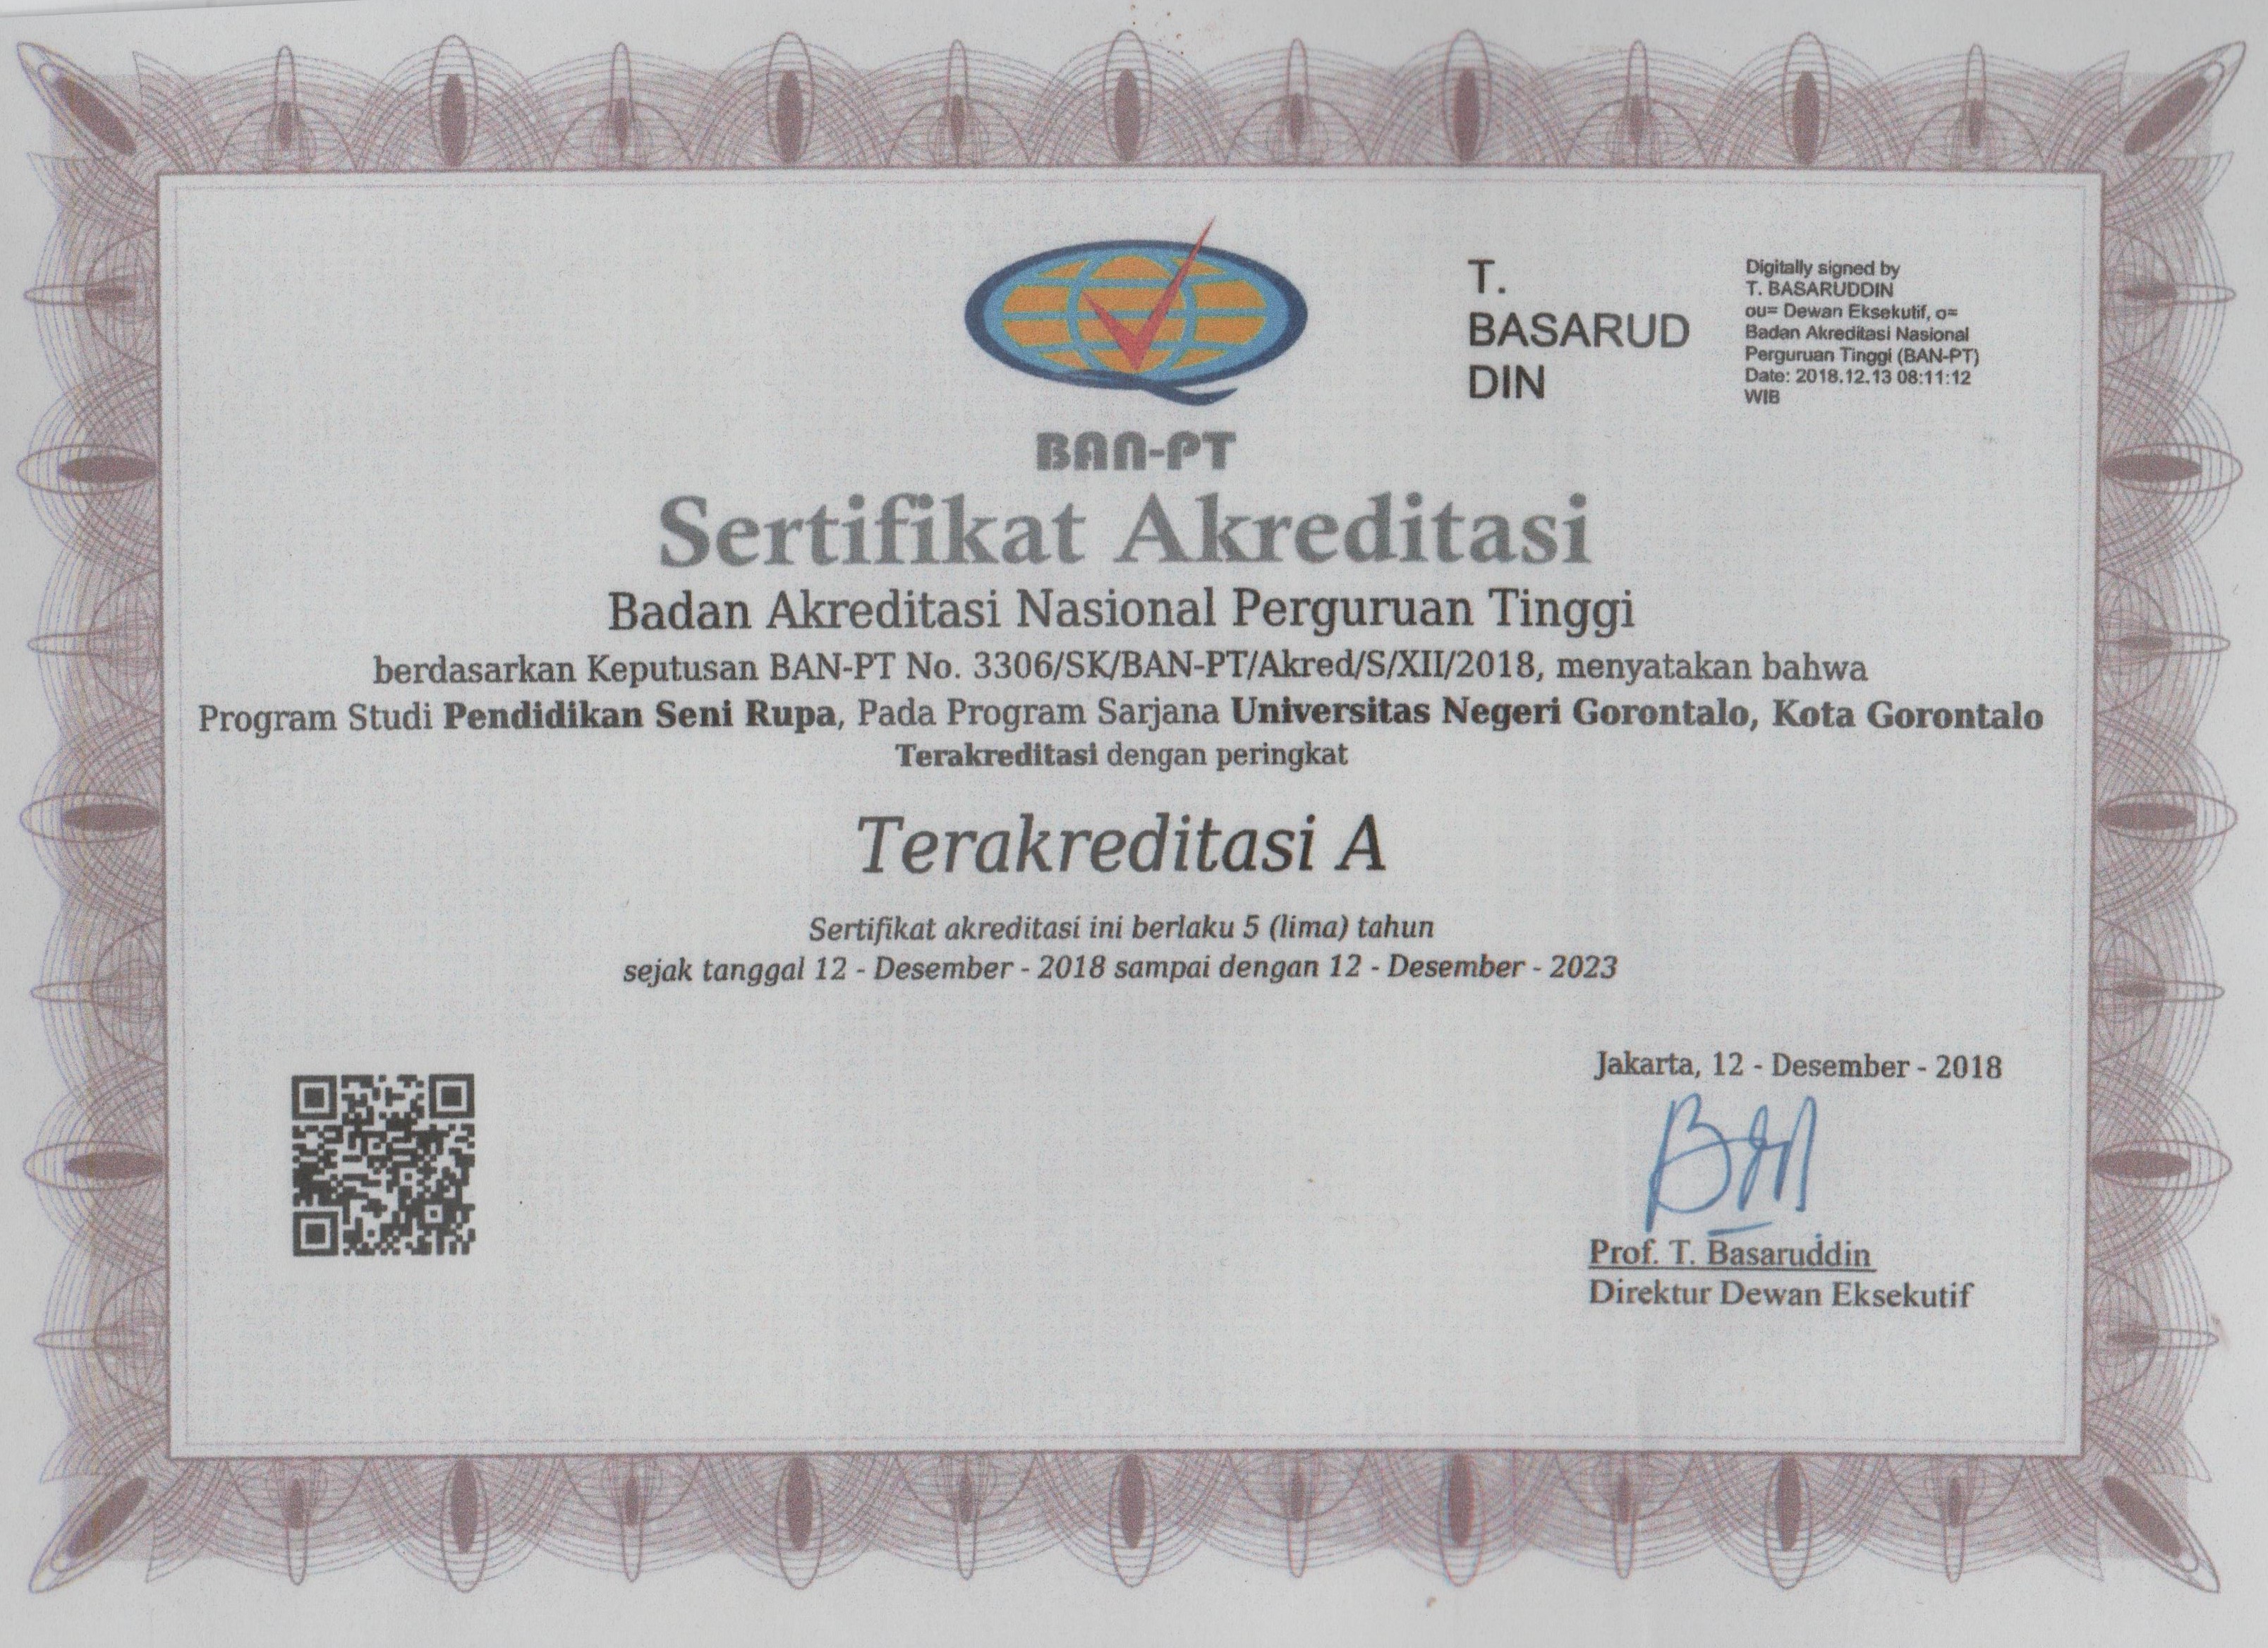 T.
BASARUD
DIN
Digitally signed by
T. BASARUDDIN
ou= Dewan Eksekutif, o=
Badan Akreditasi Nasional
Perguruan Tinggi (BAN-PT)
Date: 2018.12.13 08:11:12
WIB
BAN-PT
Sertifikat Akreditasi
Badan Akreditasi Nasional Perguruan Tinggi
berdasarkan Keputusan BAN-PT No. 3306/SK/BAN-PT/Akred/S/XII/2018, menyatakan bahwa
Program Studi Pendidikan Seni Rupa, Pada Program Sarjana Universitas Negeri Gorontalo, Kota Gorontalo
Terakreditasi dengan peringkat
Terakreditasi A
Sertifikat akreditasi ini berlaku 5 (lima) tahun
sejak tanggal 12 - Desember - 2018 sampai dengan 12 - Desember - 2023
Jakarta, 12 - Desember - 2018
Prof. T. Basaruddin
Direktur Dewan Eksekutif